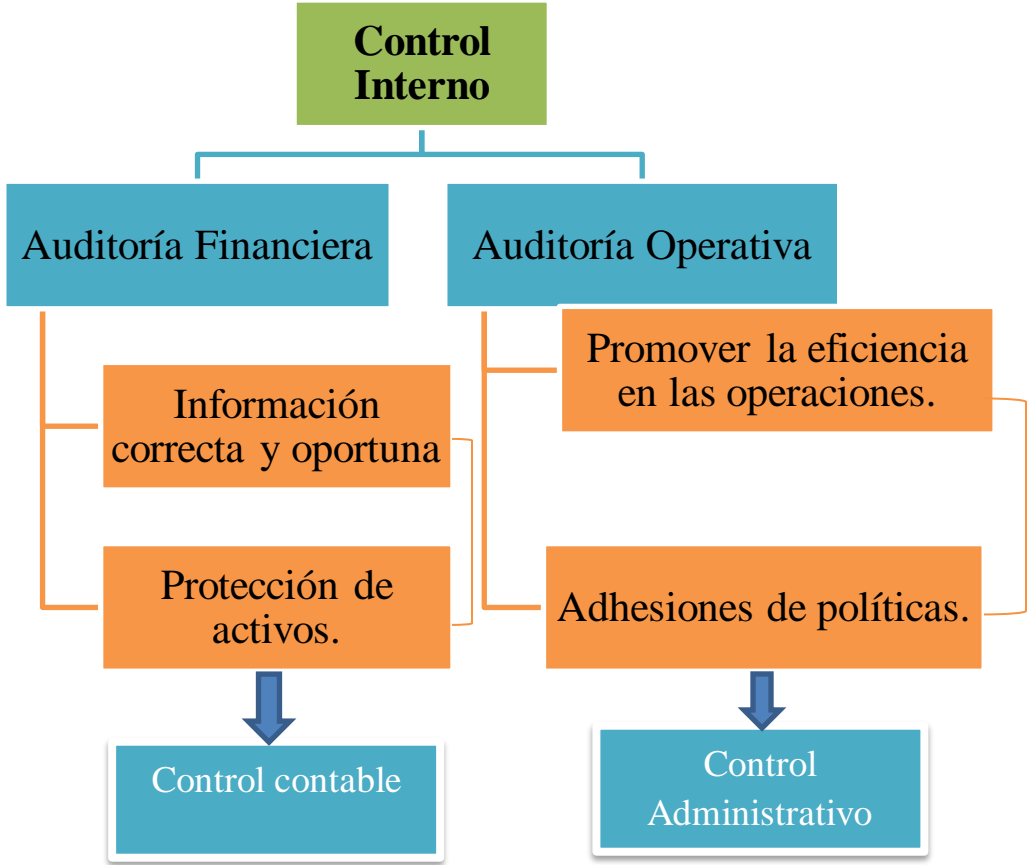 Control
Interno
Auditoría Financiera
Auditoría Operativa
Promover la eficiencia
en las operaciones.
Información
correcta y oportuna
Protección de
activos.
Adhesiones de políticas.
Control contable
Control
Administrativo